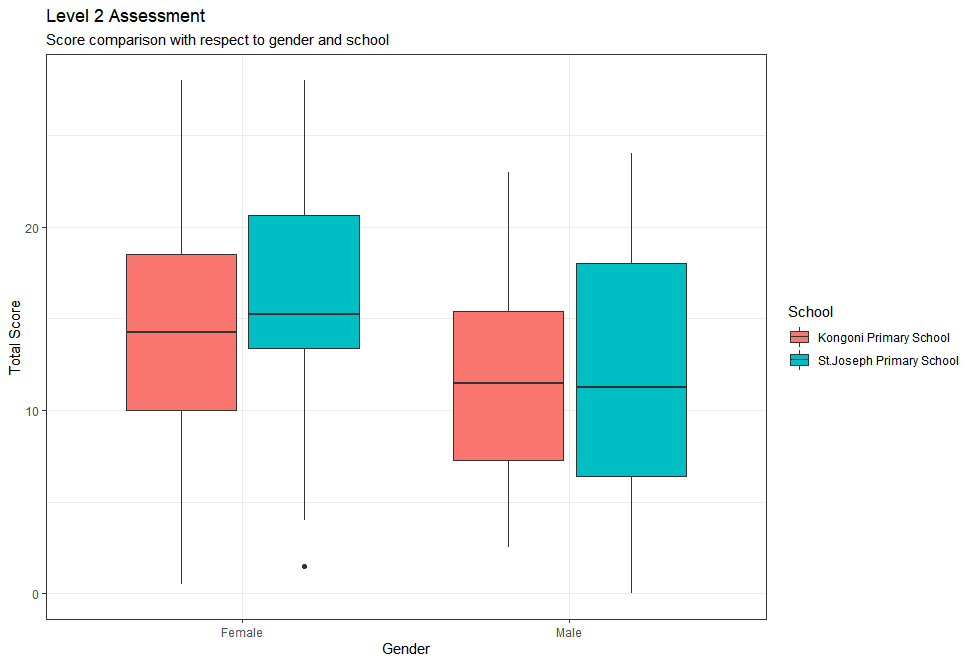 Level 2 Assessment
Score comparison with respect to gender and school
Total Score
20
10
0
Female
Male
Gender
School
Kongoni Primary School
St.Joseph Primary School